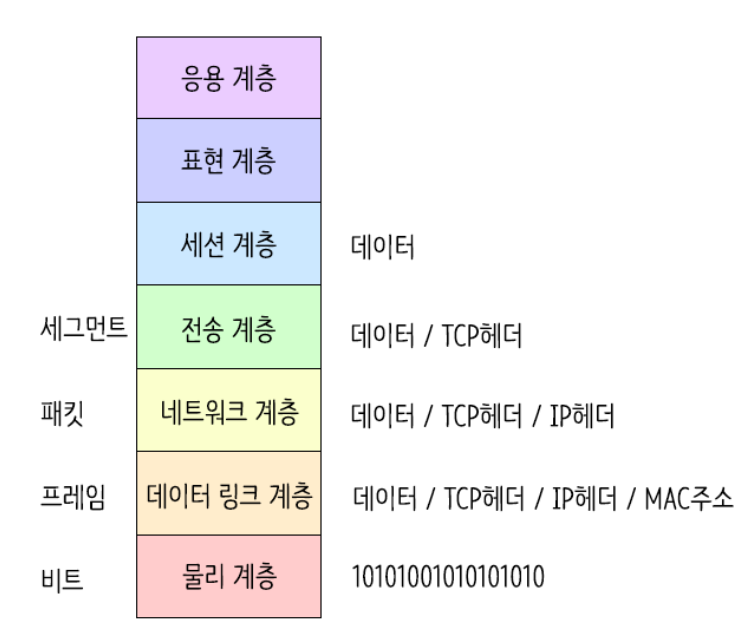 응용 계층
표현 계층
세션 계층 데이터
세그먼트 전송 계층 데이터 / TCP헤더
패킷 네트워크 계층 데이터 / TCP헤더 / IP헤더
프레임 데이터 링크 계층 데이터 / TCP헤더 / IP헤더 / MAC주소
비트 물리 계층 10101001010101010